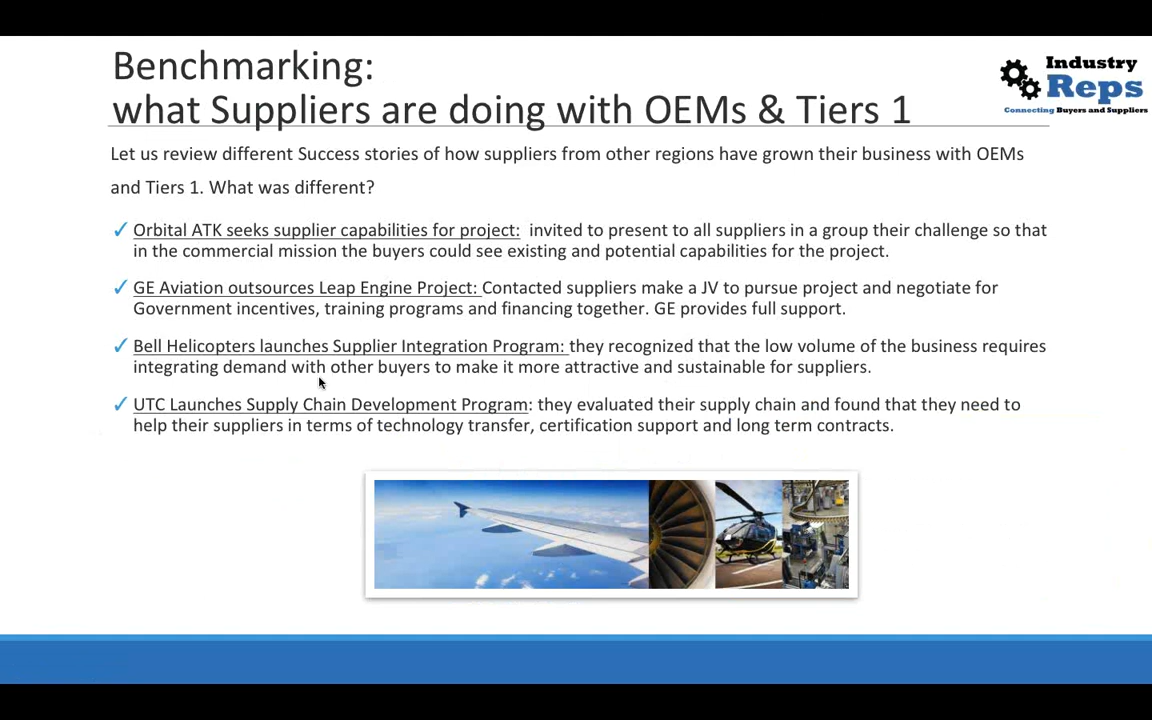 Benchmarking:
what Suppliers are doing with OEMs & Tiers 1
Industry
Reps
Connecting Buyers and Suppliers
Let us review different Success stories of how suppliers from other regions have grown their business with OEMs
and Tiers 1. What was different?
✓ Orbital ATK seeks supplier capabilities for project: invited to present to all suppliers in a group their challenge so that
in the commercial mission the buyers could see existing and potential capabilities for the project.
✓ GE Aviation outsources Leap Engine Project: Contacted suppliers make a JV to pursue project and negotiate for
Government incentives, training programs and financing together. GE provides full support.
✓ Bell Helicopters launches Supplier Integration Program: they recognized that the low volume of the business requires
integrating demand with other buyers to make it more attractive and sustainable for suppliers.
✓ UTC Launches Supply Chain Development Program: they evaluated their supply chain and found that they need to
help their suppliers in terms of technology transfer, certification support and long term contracts.